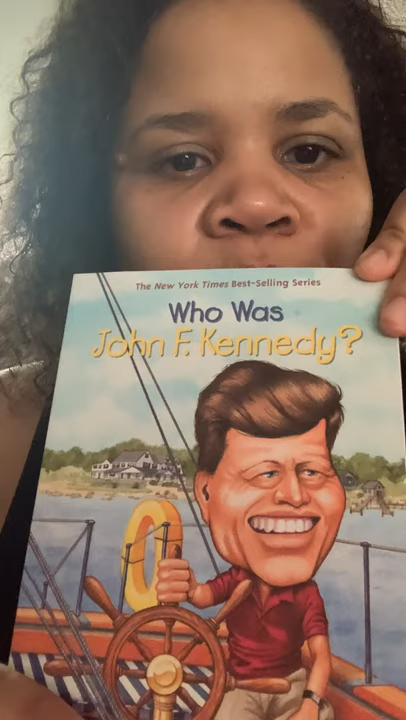 The New York Times Best-Selling Series
Who Was
John F. Kennedy?